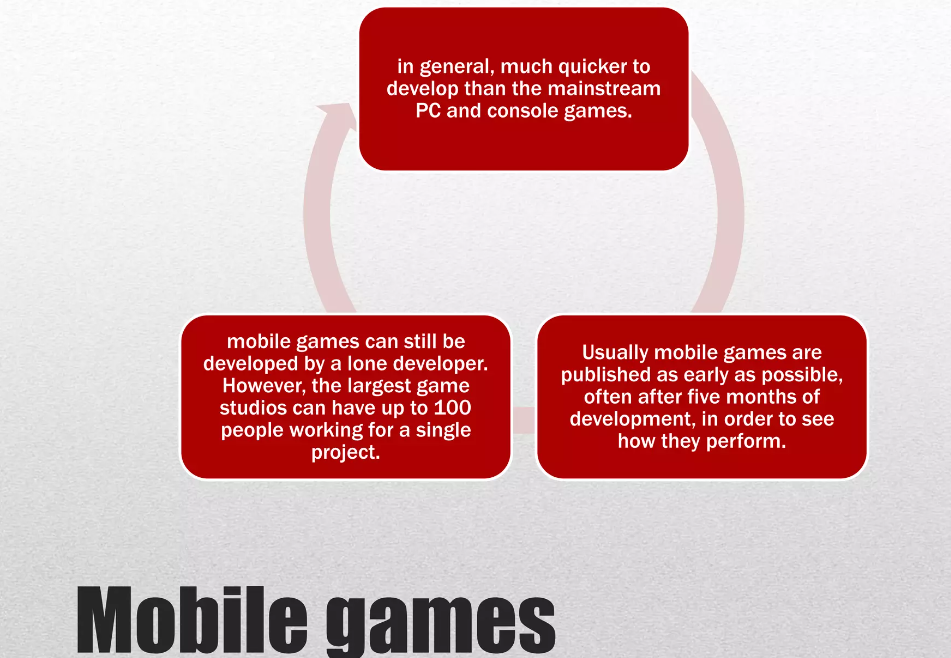 in general, much quicker to
develop than the mainstream
PC and console games.
Usually mobile games are
published as early as possible,
often after five months of
development, in order to see
how they perform.
mobile games can still be
developed by a lone developer.
However, the largest game
studios can have up to 100
people working for a single
project.
Mobile games